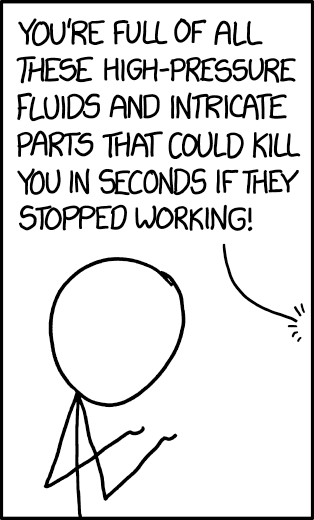 YOU'RE FULL OF ALL
THESE HIGH-PRESSURE
FLUIDS AND INTRICATE
PARTS THAT COULD KILL
YOU IN SECONDS IF THEY
STOPPED WORKING!